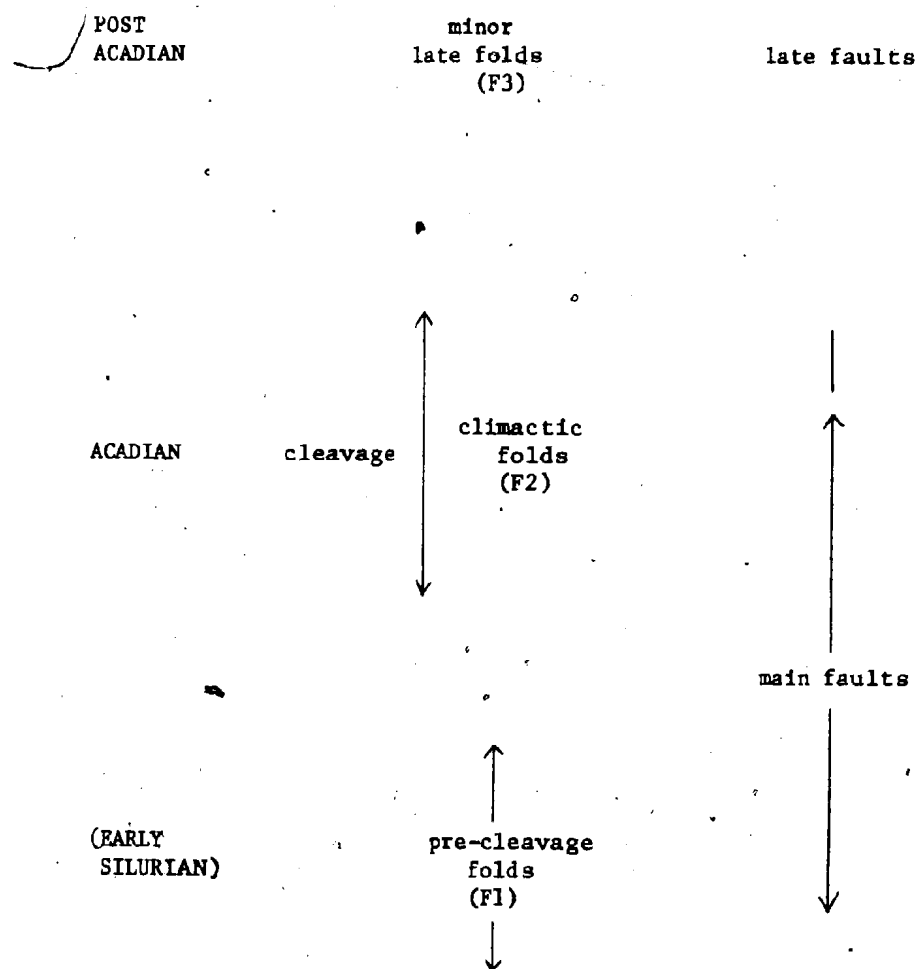 POST
ACADIAN
minor
late folds
(F3)
late faults
ACADIAN
cleavage
climactic
folds
(F2)
main faults
(EARLY
SILURIAN)
pre-cleavage
folds
(F1)